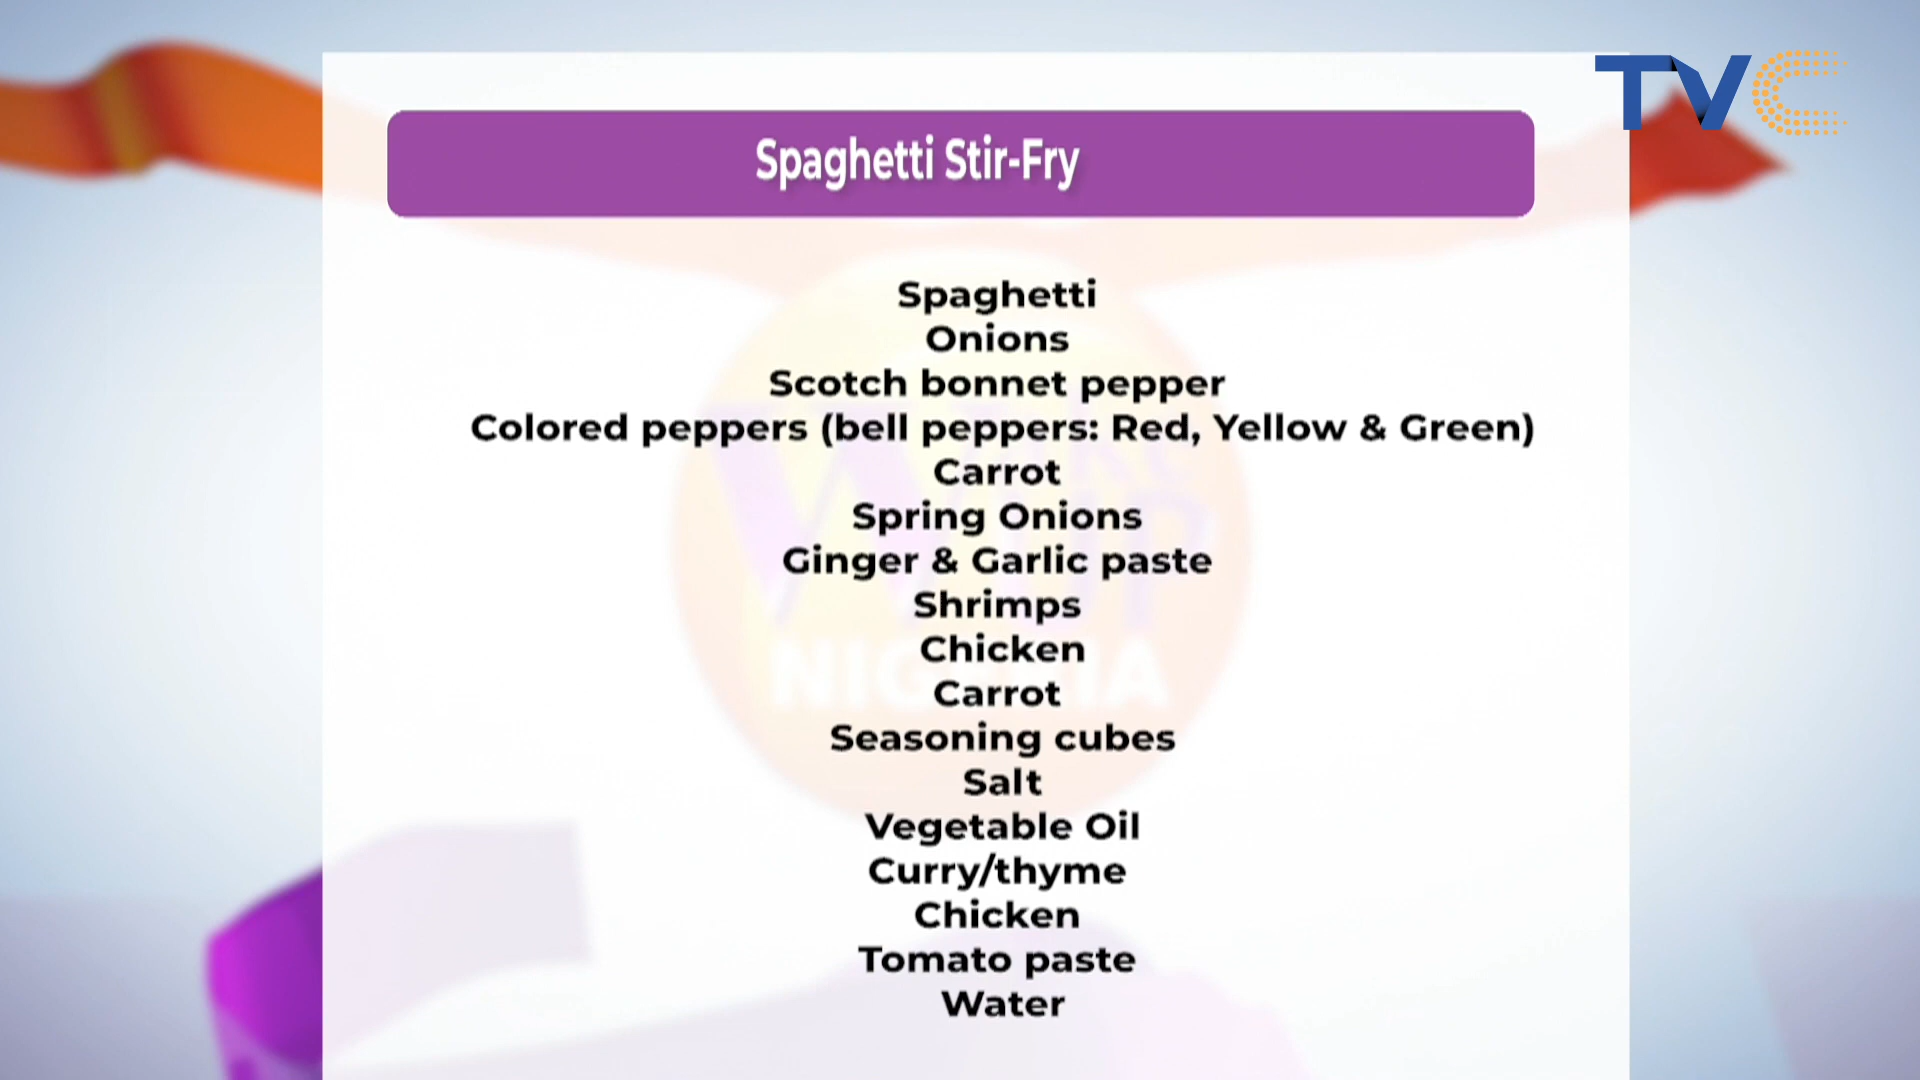 TVC
Spaghetti Stir-Fry
Spaghetti
Onions
Scotch bonnet pepper
Colored peppers (bell peppers: Red, Yellow & Green)
Carrot
Spring Onions
Ginger & Garlic paste
Shrimps
Chicken
Carrot
Seasoning cubes
Salt
Vegetable Oil
Curry/thyme
Chicken
Tomato paste
Water